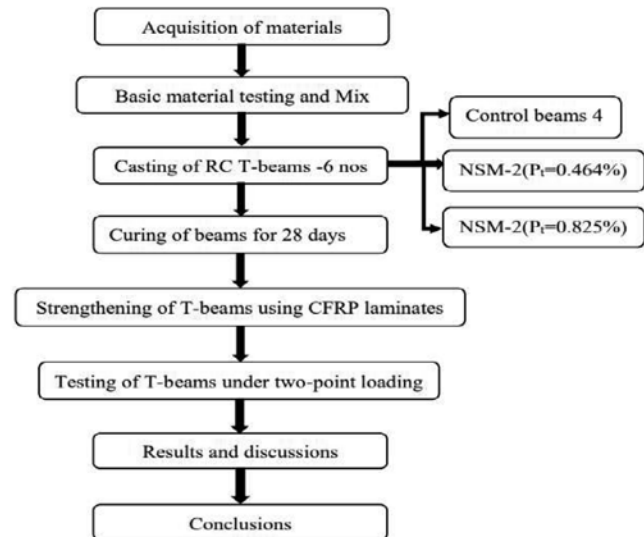 Acquisition of materials
Basic material testing and Mix
Control beams 4
Casting of RC T-beams -6 nos
NSM-2(Pₜ=0.464%)
NSM-2(Pₜ=0.825%)
Curing of beams for 28 days
Strengthening of T-beams using CFRP laminates
Testing of T-beams under two-point loading
Results and discussions
Conclusions